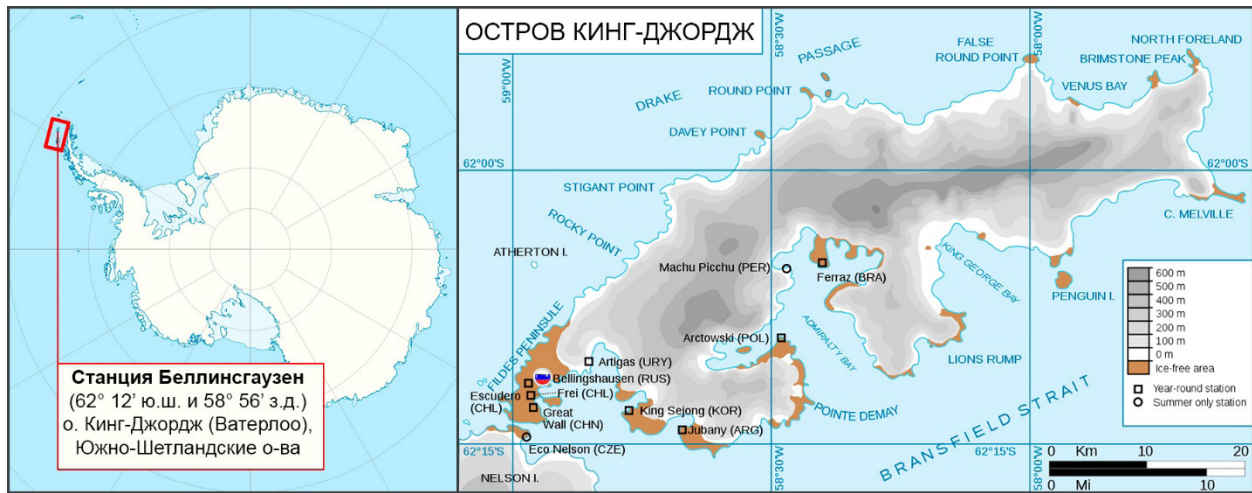 Станция Беллинсгаузен
(62° 12’ ю.ш. и 58° 56’ з.д.)
о. Кинг-Джордж (Ватерлоо),
Южно-Шетландские о-ва
ОСТРОВ КИНГ-ДЖОРДЖ
59°00'W
58°30'W
58°00'W
DRAKE
PASSAGE
FALSE
ROUND POINT
NORTH FORELAND
BRIMSTONE PEAK
VENUS BAY
ROUND POINT
DAVEY POINT
62°00'S
62°00'S
STIGANT POINT
C. MELVILLE
ROCKY POINT
ATHERTON I.
KING GEORGE BAY
Machu Picchu (PER)
Ferraz (BRA)
PENGUIN I.
FILDES PENINSULE
Arctowski (POL)
ADMIRALTY BAY
LIONS RUMP
Artigas (URY)
Bellingshausen (RUS)
Escudero
(CHL)
Frei (CHL)
Great
Wall (CHN)
King Sejong (KOR)
Jubany (ARG)
POINTE DEMAY
BRANSFIELD STRAIT
Eco Nelson (CZE)
62°15'S
NELSON I.
58°30'W
62°15'S
58°00'W
600 m
500 m
400 m
300 m
200 m
100 m
0 m
Ice-free area
Year-round station
Summer only station
0 Km 10 20
0 Mi 10